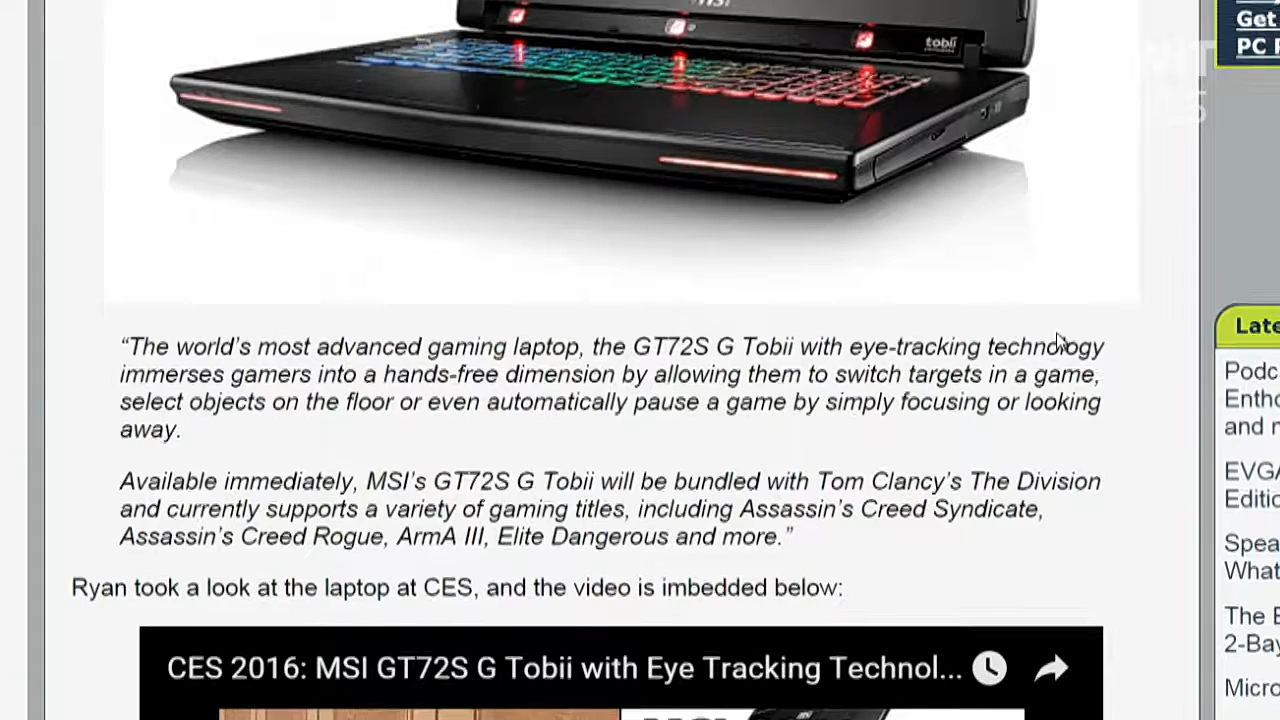 Get
PC
tobii
“The world’s most advanced gaming laptop, the GT72S G Tobii with eye-tracking technology
immerses gamers into a hands-free dimension by allowing them to switch targets in a game,
select objects on the floor or even automatically pause a game by simply focusing or looking
away.
Available immediately, MSI’s GT72S G Tobii will be bundled with Tom Clancy’s The Division
and currently supports a variety of gaming titles, including Assassin’s Creed Syndicate,
Assassin’s Creed Rogue, ArmA III, Elite Dangerous and more.”
Ryan took a look at the laptop at CES, and the video is imbedded below:
CES 2016: MSI GT72S G Tobii with Eye Tracking Technol...
Late
Podc
Entho
and n
EVGA
Editio
Spea
What
The E
2-Bay
Micro